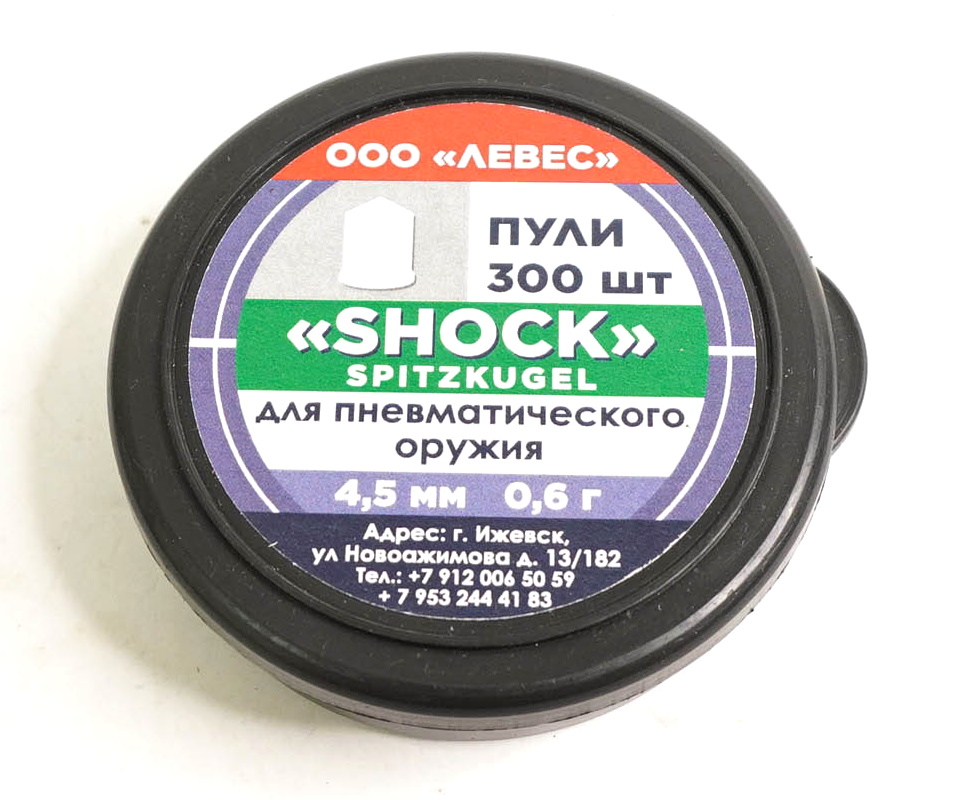 ООО «ЛЕВЕС»
ПУЛИ
300 шт
«SHOCK»
SPITZKUGEL
для пневматического
оружия
4,5 мм 0,6 г
Адрес: г. Ижевск,
ул Новоажимова д. 13/182
Тел.: +7 912 006 50 59
+ 7 953 244 41 83